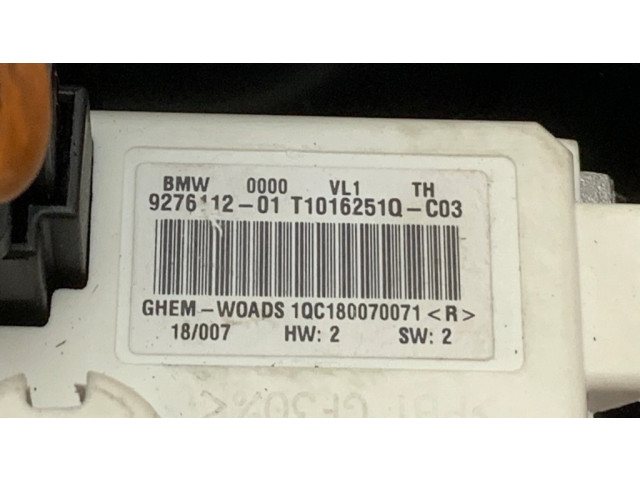 BMW 0000 VL1 TH
9276112-01 T1016251Q-C03
GHEM-WOADS 1QC180070071<R>
18/007 HW: 2 SW: 2